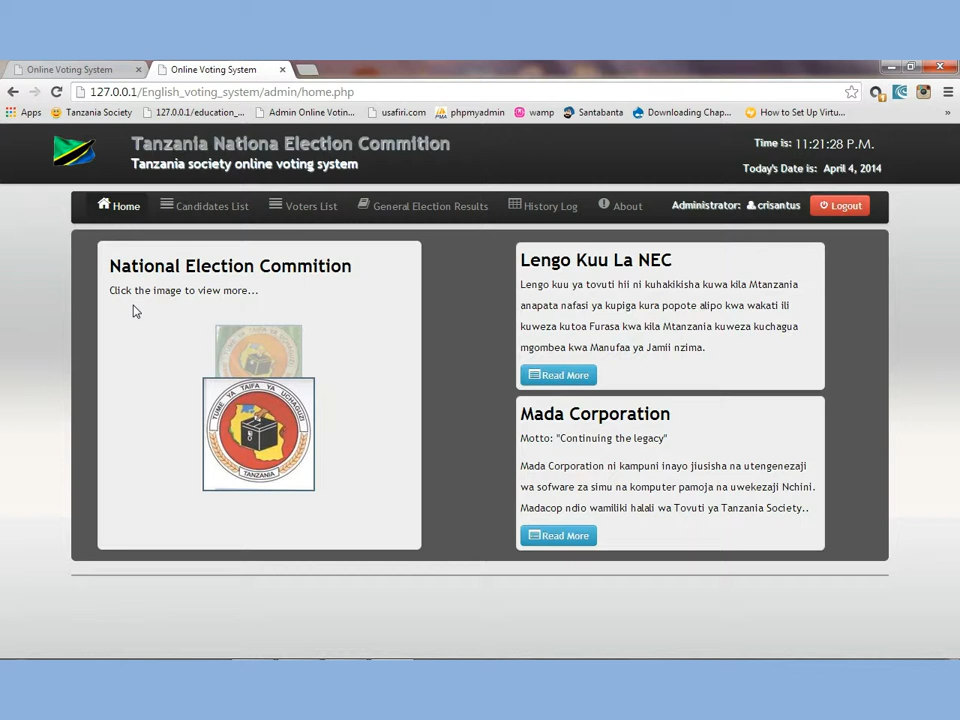 Online Voting System
Online Voting System
127.0.0.1/English_voting_system/admin/home.php
Apps
Tanzania Society
127.0.0.1/education_...
Admin Online Votin...
usafiri.com
phpmyadmin
wamp
Santabanta
Downloading Chap...
How to Set Up Virtu...
»
Tanzania Nationa Election Commition
Tanzania society online voting system
Time is: 11:21:28 P.M.
Today's Date is: April 4, 2014
Home
Candidates List
Voters List
General Election Results
History Log
About
Administrator: crisantus
Logout
National Election Commition
Click the image to view more...
TUME YA TAIFA YA UCHAGUZI
TANZANIA
Lengo Kuu La NEC
Lengo kuu ya tovuti hii ni kuhakikisha kuwa kila Mtanzania
anapata nafasi ya kupiga kura popote alipo kwa wakati ili
kuweza kutoa Furasa kwa kila Mtanzania kuweza kuchagua
mgombea kwa Manufaa ya Jamii nzima.
Read More
Mada Corporation
Motto: "Continuing the legacy"
Mada Corporation ni kampuni inayo jiusisha na utengenezaji
wa sofware za simu na komputer pamoja na uwekezaji Nchini.
Madacop ndio wamiliki halali wa Tovuti ya Tanzania Society..
Read More